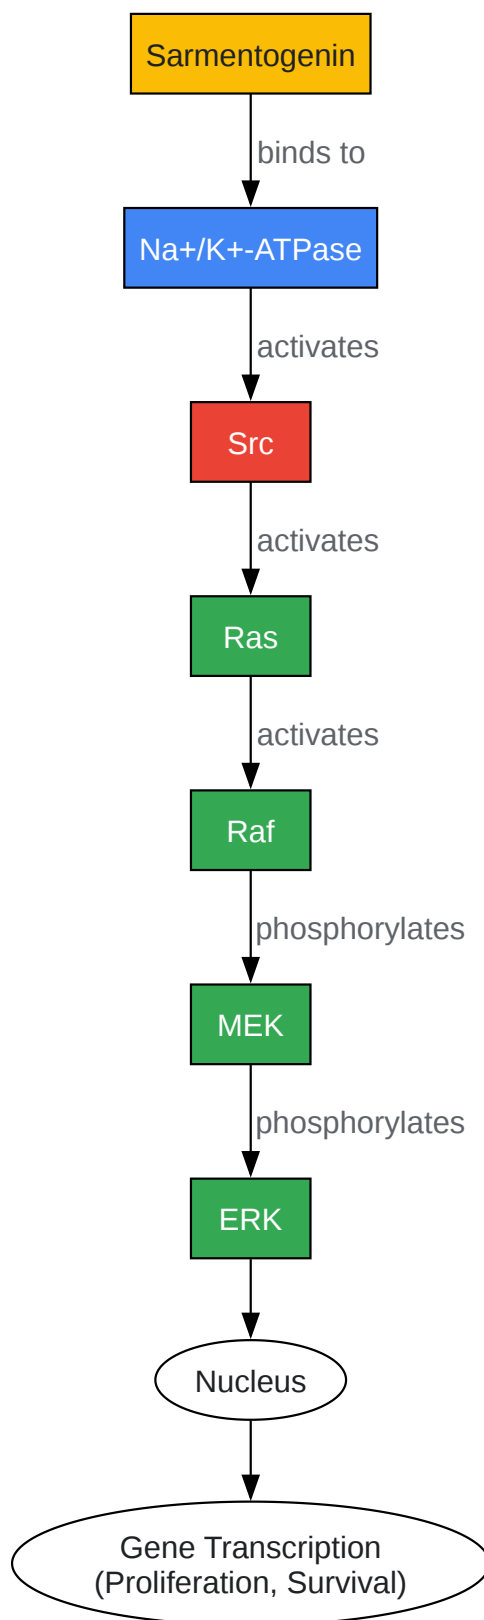 Sarmentogenin
binds to
Na+/K+-ATPase
activates
Src
activates
Ras
activates
Raf
phosphorylates
MEK
phosphorylates
ERK
Nucleus
Gene Transcription
(Proliferation, Survival)